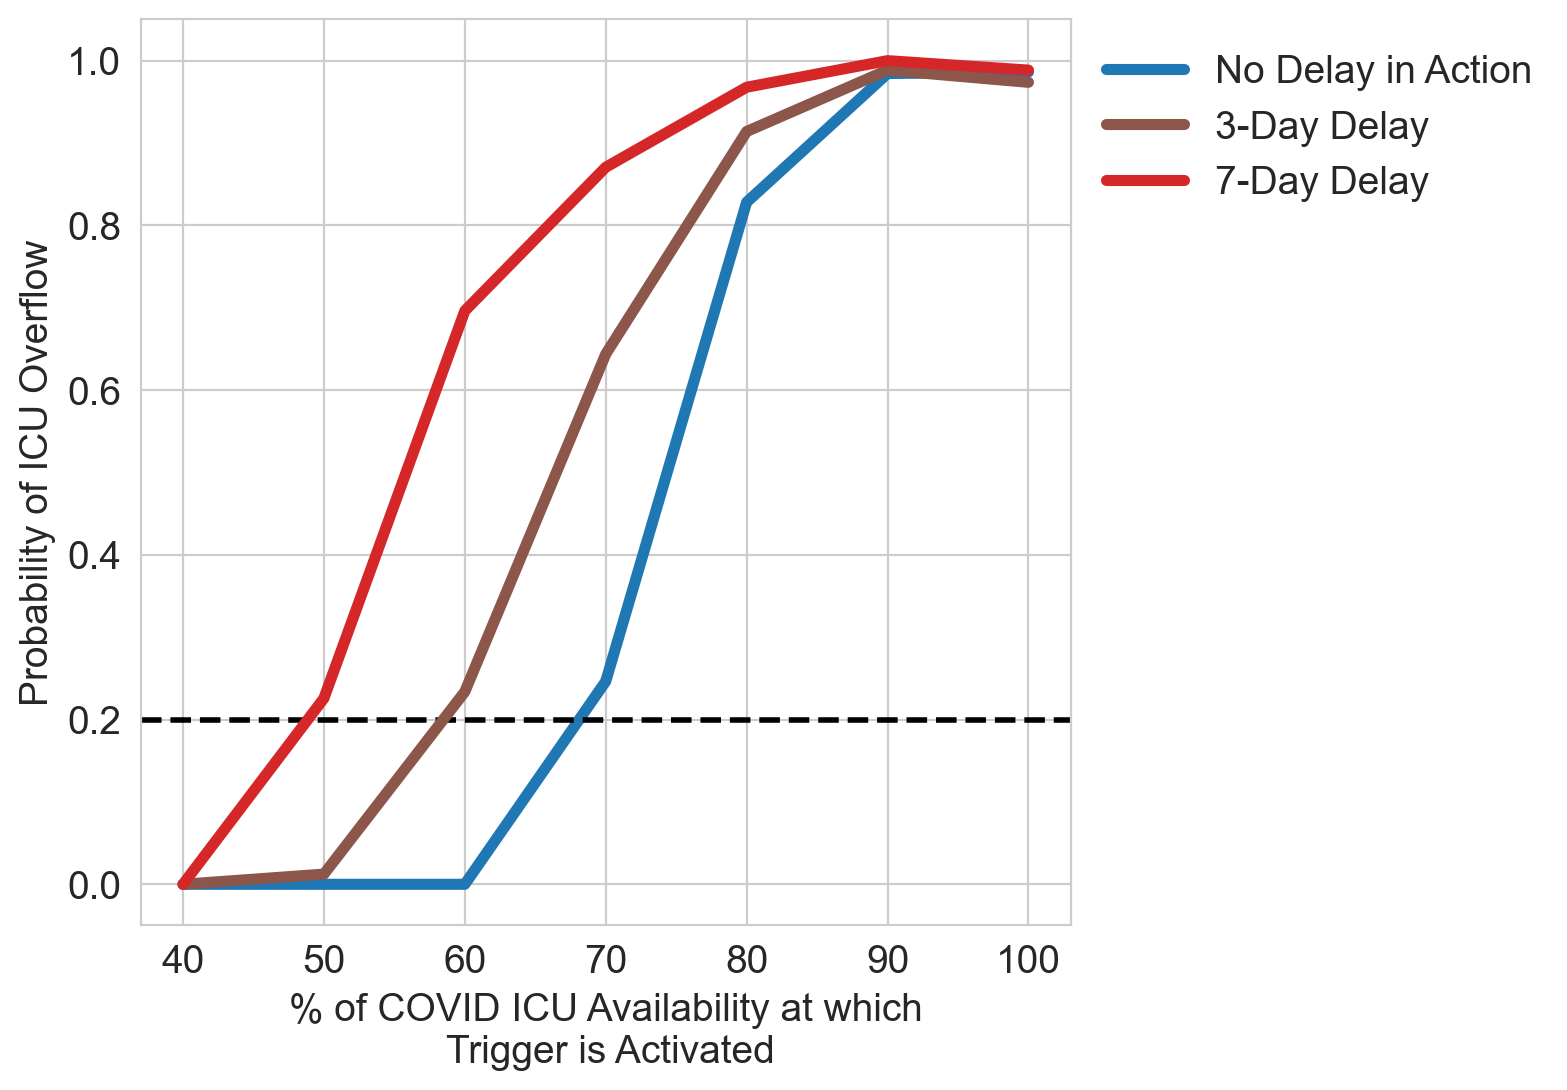 1.0
0.8
0.6
0.4
0.2
0.0
Probability of ICU Overflow
40 50 60 70 80 90 100
% of COVID ICU Availability at which
Trigger is Activated
No Delay in Action
3-Day Delay
7-Day Delay